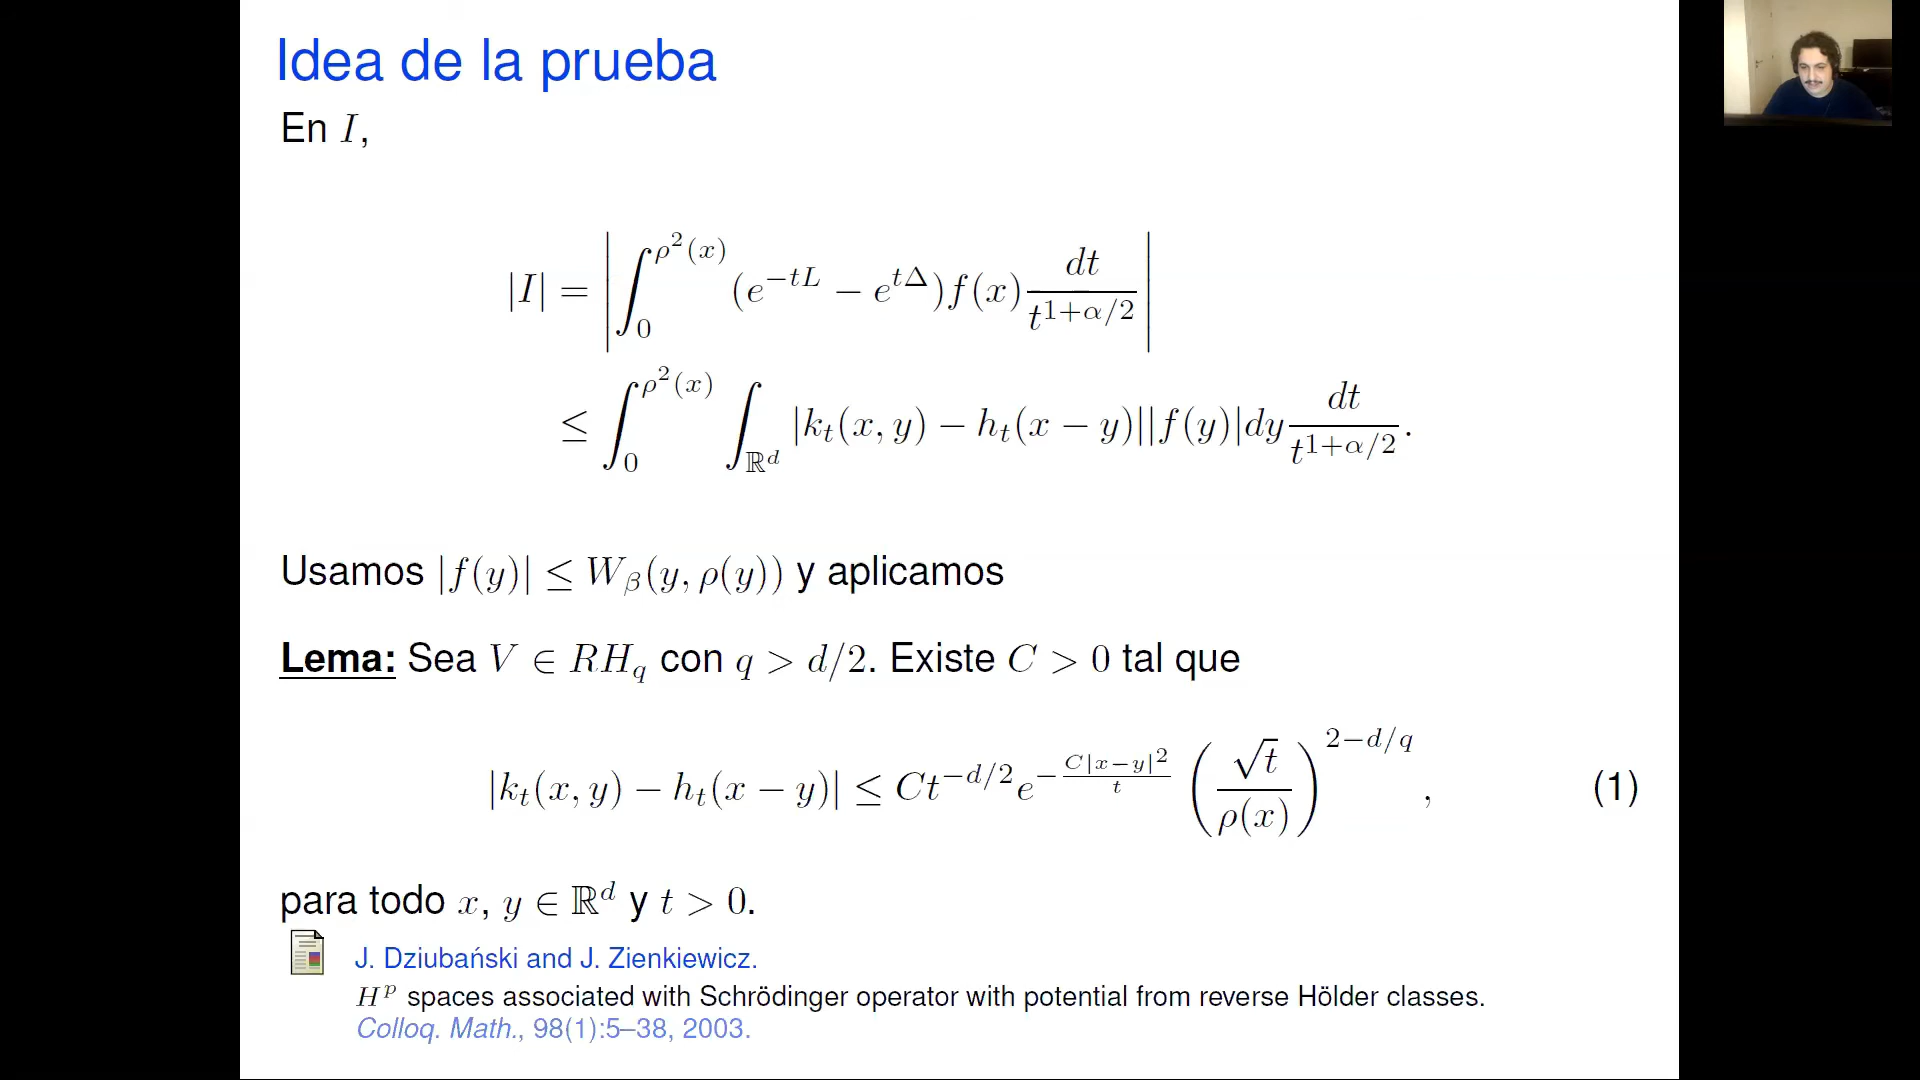 Idea de la prueba
En $I$,
$|I| = \left| \int_0^{\rho^2(x)} (e^{-tL} - e^{t\Delta}) f(x) \frac{dt}{t^{1+\alpha/2}} \right|$
$\leq \int_0^{\rho^2(x)} \int_{\mathbb{R}^d} |k_t(x, y) - h_t(x - y)||f(y)| dy \frac{dt}{t^{1+\alpha/2}}.$
Usamos $|f(y)| \leq W_\beta(y, \rho(y))$ y aplicamos
Lema: Sea $V \in RH_q$ con $q > d/2$. Existe $C > 0$ tal que
$|k_t(x, y) - h_t(x - y)| \leq C t^{-d/2} e^{-\frac{C|x-y|^2}{t}} \left( \frac{\sqrt{t}}{\rho(x)} \right)^{2-d/q},$ (1)
para todo $x, y \in \mathbb{R}^d$ y $t > 0$.
J. Dziubański and J. Zienkiewicz.
$H^p$ spaces associated with Schrödinger operator with potential from reverse Hölder classes.
Colloq. Math., 98(1):5–38, 2003.